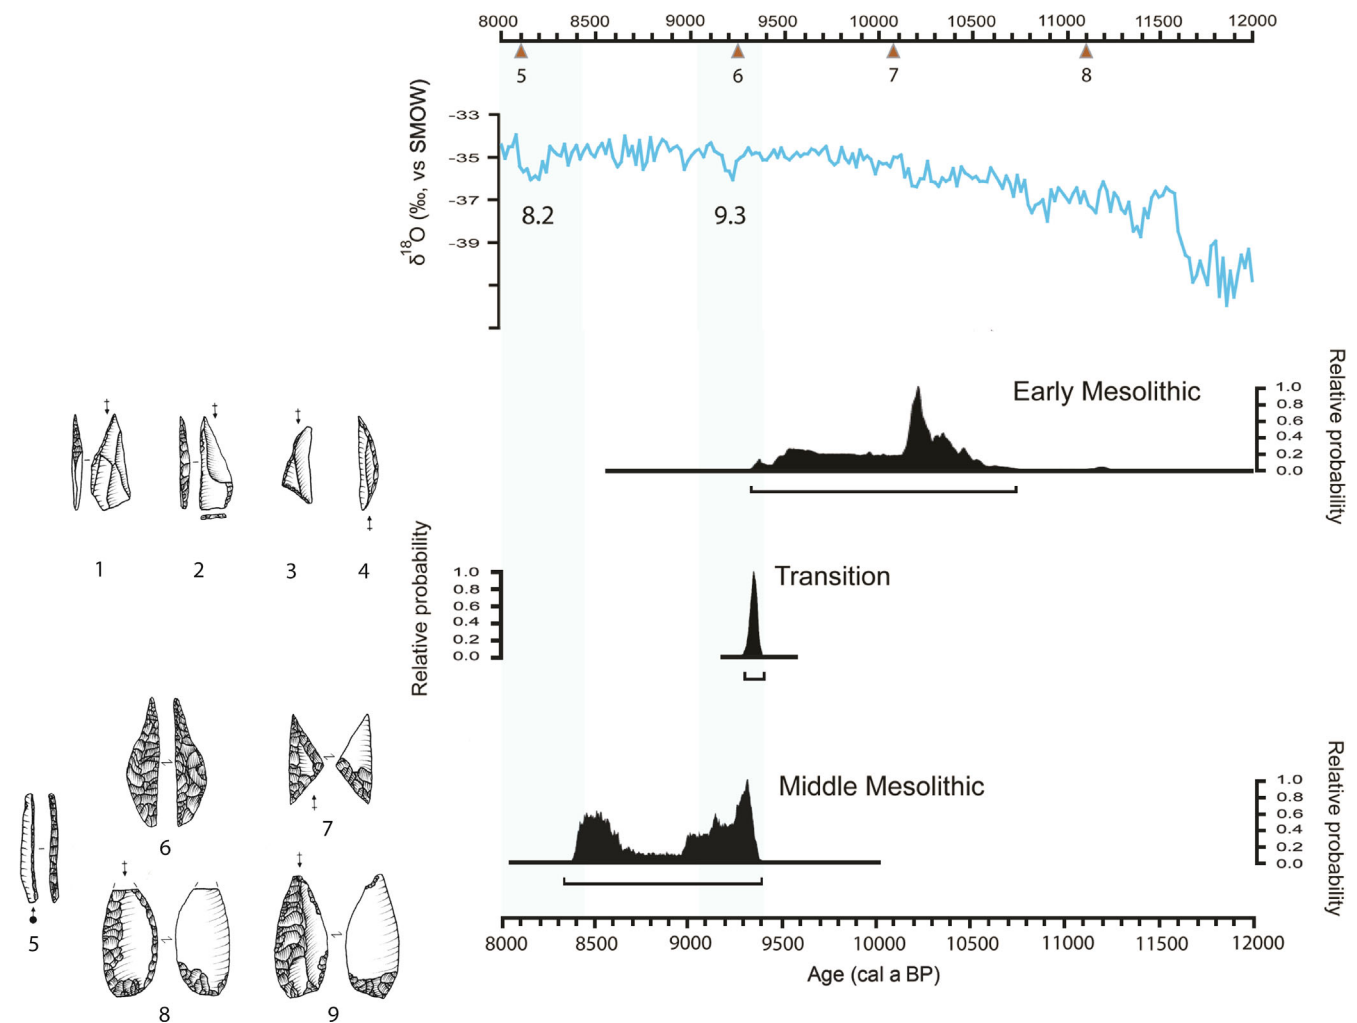 8000 8500 9000 9500 10000 10500 11000 11500 12000
5 6 7 8
δ18O (‰, vs SMOW)
-33
-35
-37
-39
8.2 9.3
Early Mesolithic
Relative probability
1.0
0.8
0.6
0.4
0.2
0.0
1 2 3 4
Transition
Relative probability
1.0
0.8
0.6
0.4
0.2
0.0
Middle Mesolithic
Relative probability
1.0
0.8
0.6
0.4
0.2
0.0
6 7
5
8 9
8000 8500 9000 9500 10000 10500 11000 11500 12000
Age (cal a BP)